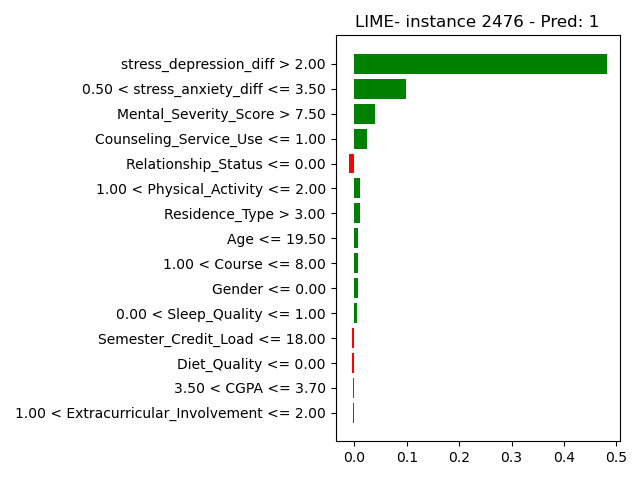 LIME- instance 2476 - Pred: 1
stress_depression_diff > 2.00
0.50 < stress_anxiety_diff <= 3.50
Mental_Severity_Score > 7.50
Counseling_Service_Use <= 1.00
Relationship_Status <= 0.00
1.00 < Physical_Activity <= 2.00
Residence_Type > 3.00
Age <= 19.50
1.00 < Course <= 8.00
Gender <= 0.00
0.00 < Sleep_Quality <= 1.00
Semester_Credit_Load <= 18.00
Diet_Quality <= 0.00
3.50 < CGPA <= 3.70
1.00 < Extracurricular_Involvement <= 2.00
0.0 0.1 0.2 0.3 0.4 0.5